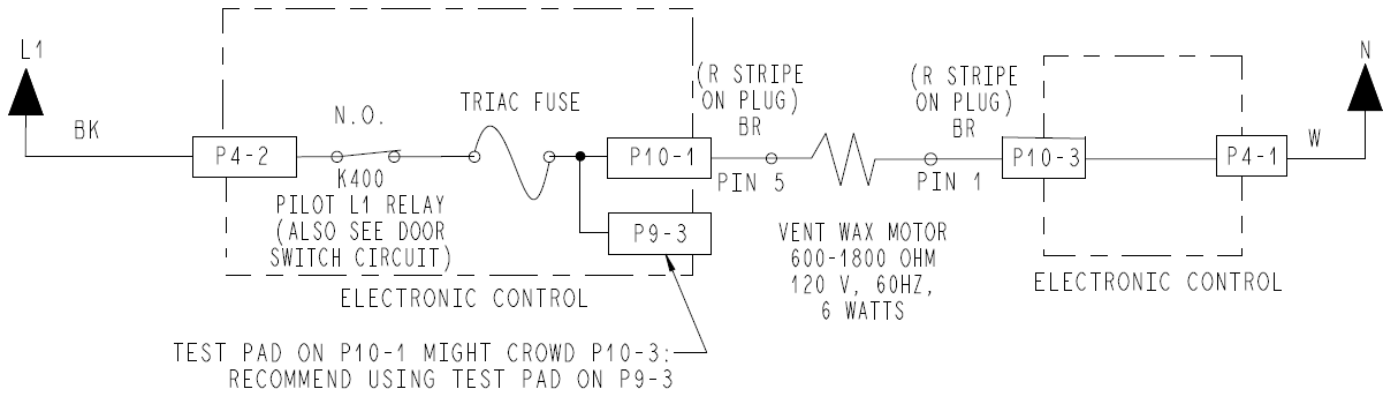 L1
BK
P4-2
N.O.
K400
PILOT L1 RELAY
(ALSO SEE DOOR
SWITCH CIRCUIT)
TRIAC FUSE
P10-1
P9-3
ELECTRONIC CONTROL
TEST PAD ON P10-1 MIGHT CROWD P10-3:
RECOMMEND USING TEST PAD ON P9-3
(R STRIPE
ON PLUG)
BR
PIN 5
VENT WAX MOTOR
600-1800 OHM
120 V, 60HZ,
6 WATTS
(R STRIPE
ON PLUG)
BR
PIN 1
P10-3
P4-1
ELECTRONIC CONTROL
W
N